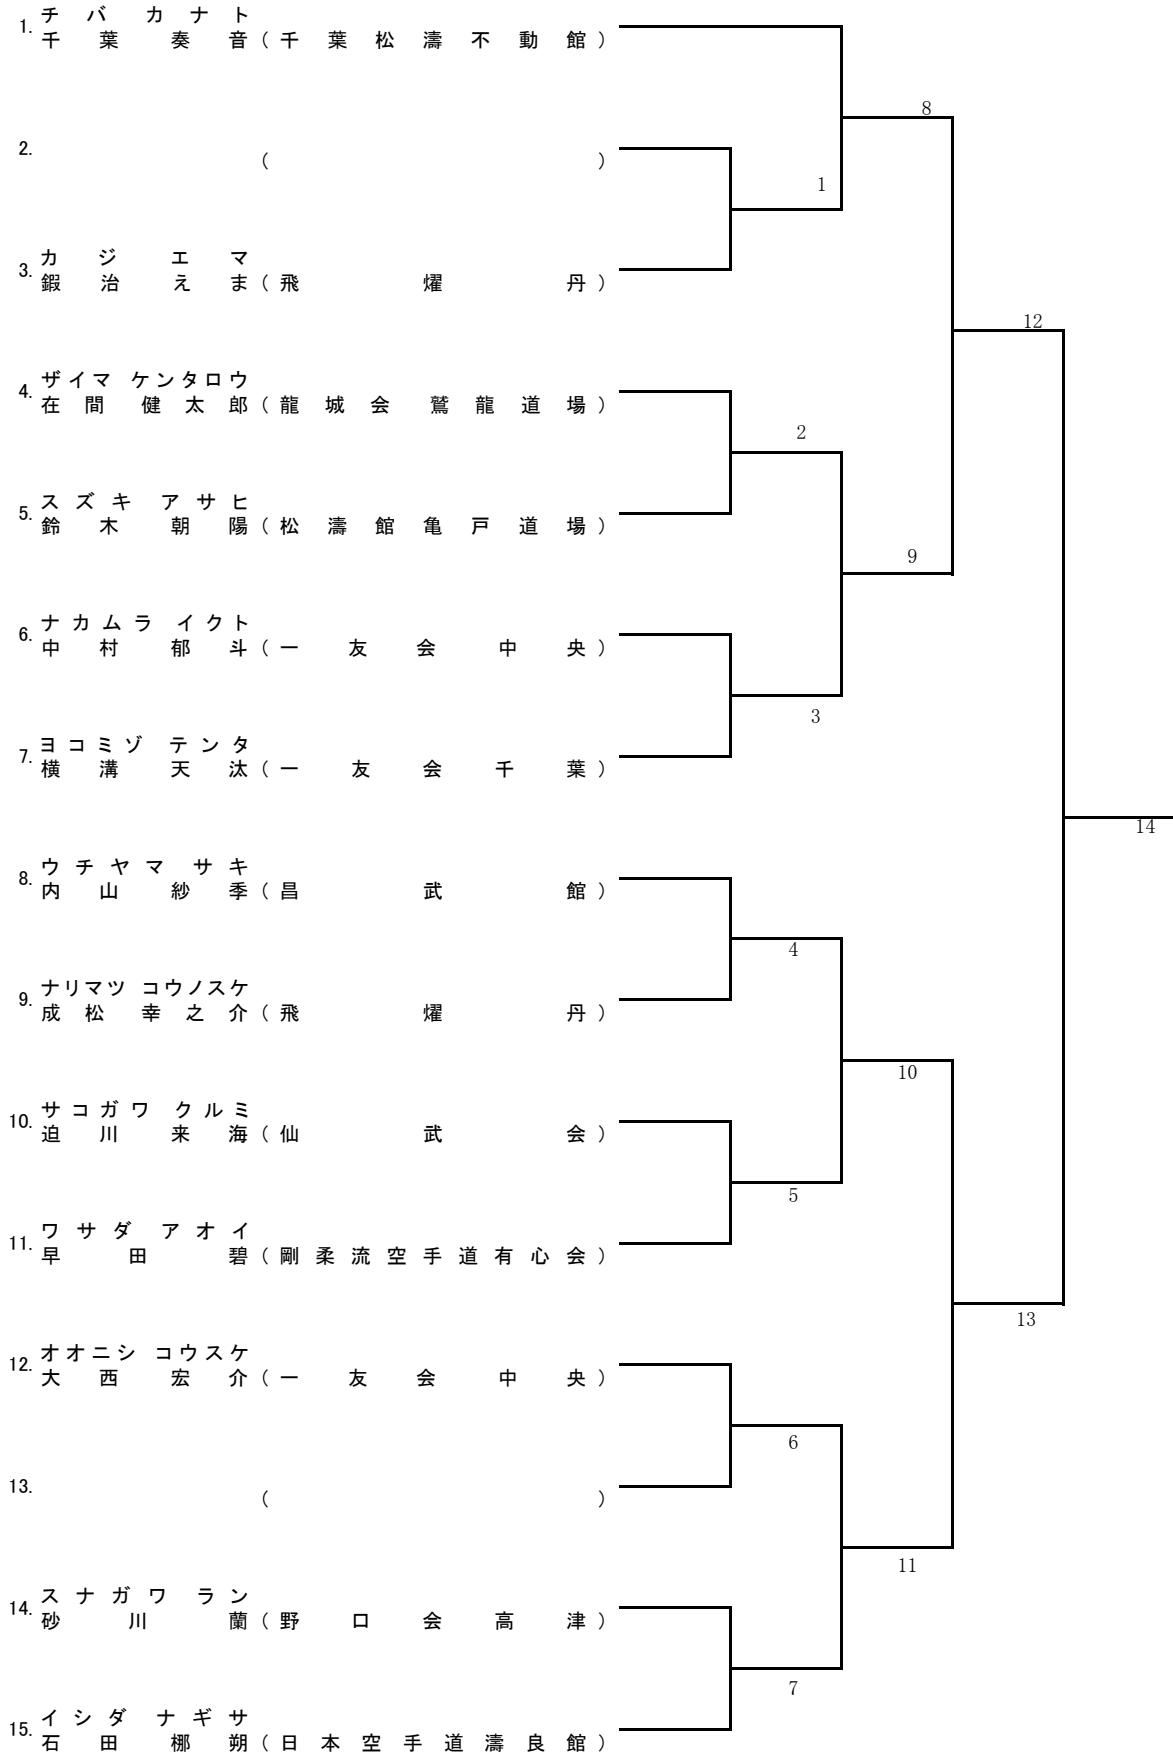 チバ カナト
1. 千葉 奏音 (千葉松濤不動館)
8
2. ( )
1
カジ エマ
3. 鍜治 えま (飛燿丹)
12
ザイマ ケンタロウ
4. 在間 健太郎 (龍城会 鷲龍道場)
2
スズキ アサヒ
5. 鈴木 朝陽 (松濤館亀戸道場)
9
ナカムラ イクト
6. 中村 郁斗 (一友会 中央)
3
ヨコミゾ テンタ
7. 横溝 天汰 (一友会千葉)
14
ウチヤマ サキ
8. 内山 紗季 (昌武館)
4
ナリマツ コウノスケ
9. 成松 幸之介 (飛燿丹)
10
サコガワ クルミ
10. 迫川 来海 (仙武会)
5
ワサダ アオイ
11. 早田 碧 (剛柔流空手道有心会)
13
オオニシ コウスケ
12. 大西 宏介 (一友会 中央)
6
13. ( )
11
スナガワ ラン
14. 砂川 蘭 (野口会高津)
7
イシダ ナギサ
15. 石田 梛朔 (日本空手道濤良館)